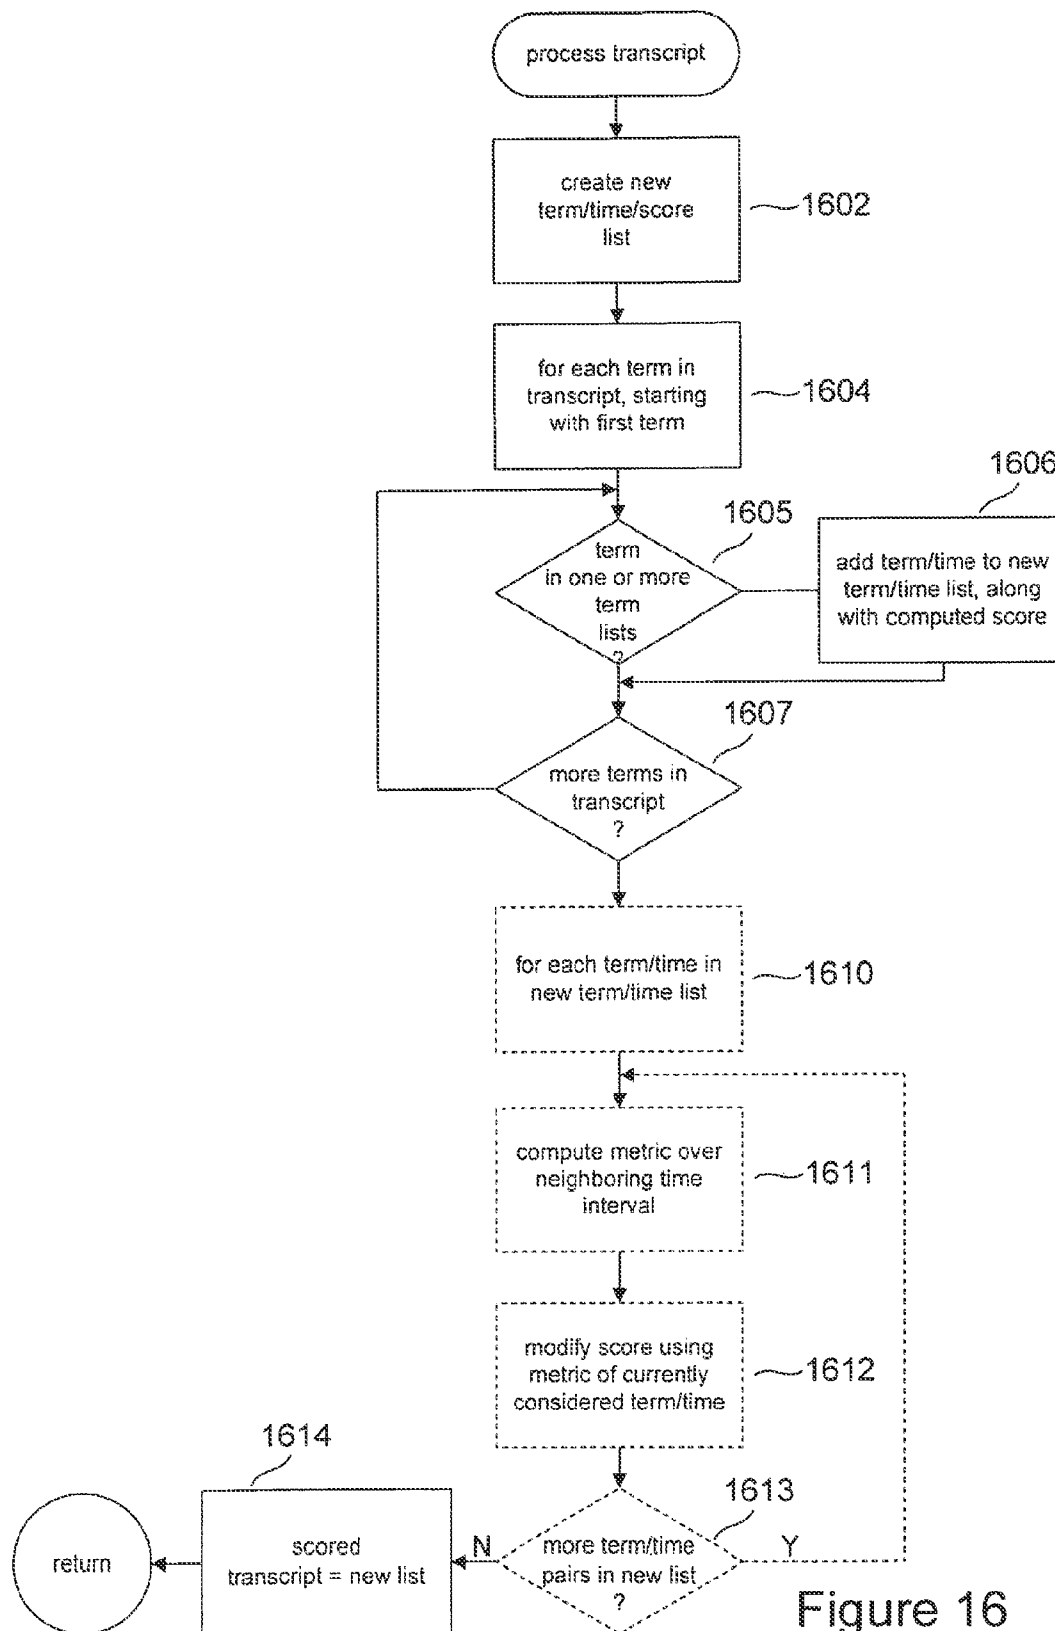 process transcript
create new
term/time/score
list
1602
for each term in
transcript, starting
with first term
1604
1606
1605
term
in one or more
term
lists
?
add term/time to new
term/time list, along
with computed score
1607
more terms in
transcript
?
for each term/time in
new term/time list
1610
compute metric over
neighboring time
interval
1611
modify score using
metric of currently
considered term/time
1612
1614
1613
return
scored
transcript = new list
N
more term/time
pairs in new list
?
Y
Figure 16